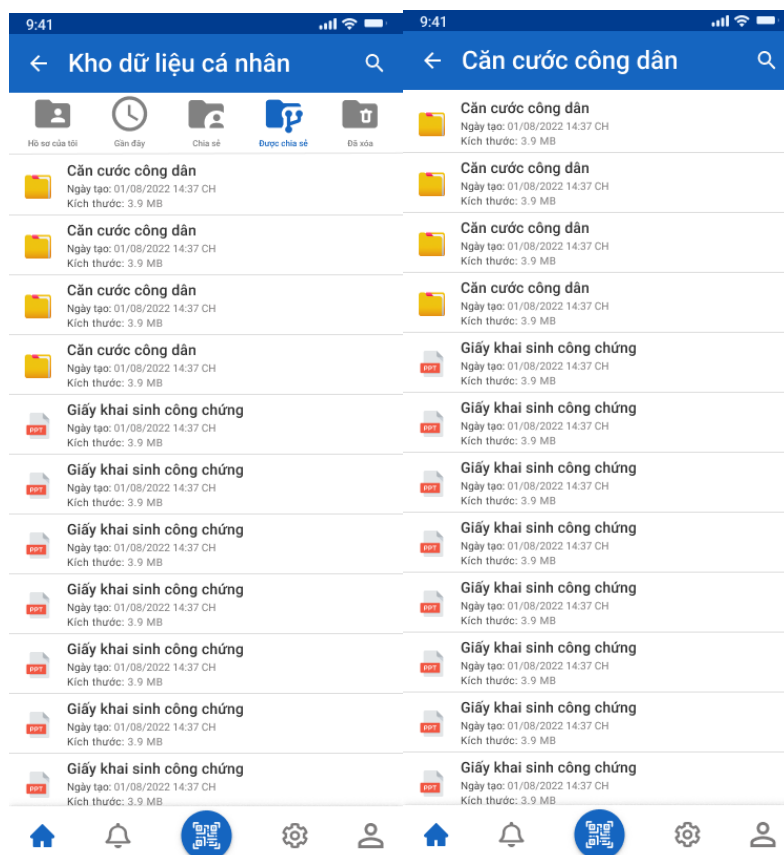 9:41
Kho dữ liệu cá nhân
Hồ sơ của tôi
Gần đây
Chia sẻ
Được chia sẻ
Đã xóa
Căn cước công dân
Ngày tạo: 01/08/2022 14:37 CH
Kích thước: 3.9 MB
Căn cước công dân
Ngày tạo: 01/08/2022 14:37 CH
Kích thước: 3.9 MB
Căn cước công dân
Ngày tạo: 01/08/2022 14:37 CH
Kích thước: 3.9 MB
Căn cước công dân
Ngày tạo: 01/08/2022 14:37 CH
Kích thước: 3.9 MB
PPT
Giấy khai sinh công chứng
Ngày tạo: 01/08/2022 14:37 CH
Kích thước: 3.9 MB
PPT
Giấy khai sinh công chứng
Ngày tạo: 01/08/2022 14:37 CH
Kích thước: 3.9 MB
PPT
Giấy khai sinh công chứng
Ngày tạo: 01/08/2022 14:37 CH
Kích thước: 3.9 MB
PPT
Giấy khai sinh công chứng
Ngày tạo: 01/08/2022 14:37 CH
Kích thước: 3.9 MB
PPT
Giấy khai sinh công chứng
Ngày tạo: 01/08/2022 14:37 CH
Kích thước: 3.9 MB
PPT
Giấy khai sinh công chứng
Ngày tạo: 01/08/2022 14:37 CH
Kích thước: 3.9 MB
PPT
Giấy khai sinh công chứng
Ngày tạo: 01/08/2022 14:37 CH
Kích thước: 3.9 MB
9:41
Căn cước công dân
Căn cước công dân
Ngày tạo: 01/08/2022 14:37 CH
Kích thước: 3.9 MB
Căn cước công dân
Ngày tạo: 01/08/2022 14:37 CH
Kích thước: 3.9 MB
Căn cước công dân
Ngày tạo: 01/08/2022 14:37 CH
Kích thước: 3.9 MB
Căn cước công dân
Ngày tạo: 01/08/2022 14:37 CH
Kích thước: 3.9 MB
PPT
Giấy khai sinh công chứng
Ngày tạo: 01/08/2022 14:37 CH
Kích thước: 3.9 MB
PPT
Giấy khai sinh công chứng
Ngày tạo: 01/08/2022 14:37 CH
Kích thước: 3.9 MB
PPT
Giấy khai sinh công chứng
Ngày tạo: 01/08/2022 14:37 CH
Kích thước: 3.9 MB
PPT
Giấy khai sinh công chứng
Ngày tạo: 01/08/2022 14:37 CH
Kích thước: 3.9 MB
PPT
Giấy khai sinh công chứng
Ngày tạo: 01/08/2022 14:37 CH
Kích thước: 3.9 MB
PPT
Giấy khai sinh công chứng
Ngày tạo: 01/08/2022 14:37 CH
Kích thước: 3.9 MB
PPT
Giấy khai sinh công chứng
Ngày tạo: 01/08/2022 14:37 CH
Kích thước: 3.9 MB
PPT
Giấy khai sinh công chứng
Ngày tạo: 01/08/2022 14:37 CH
Kích thước: 3.9 MB